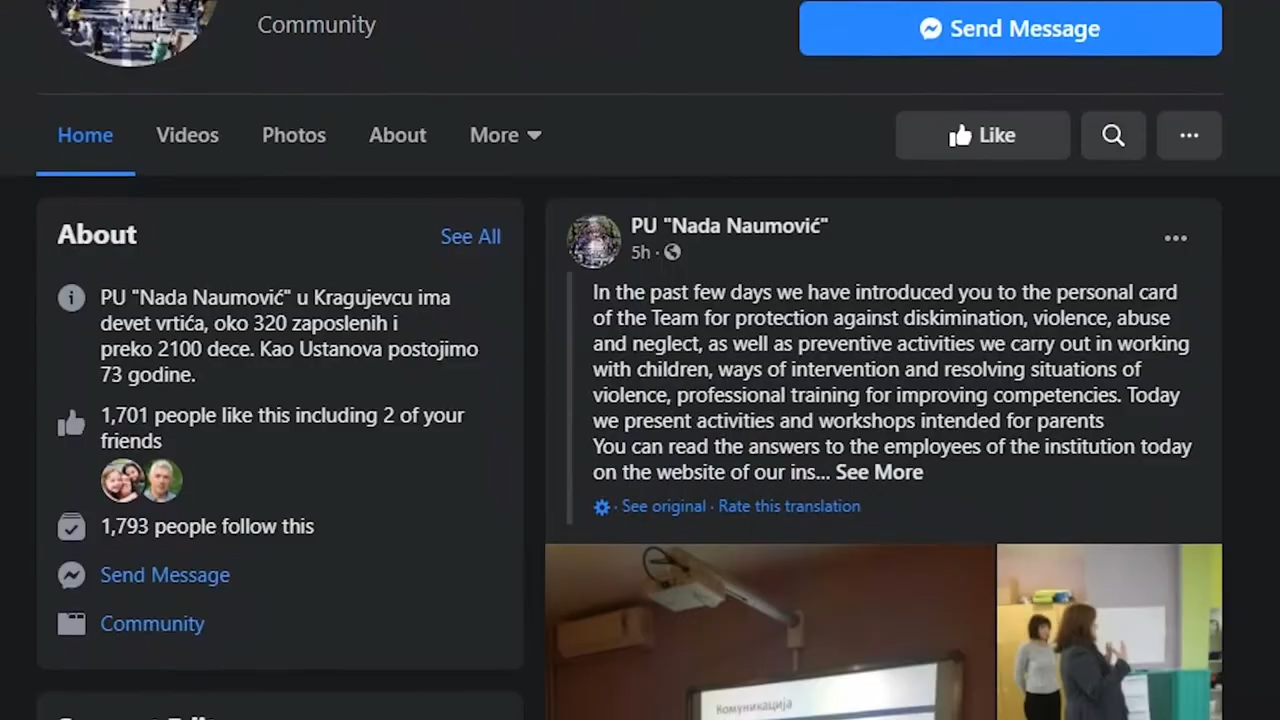 Community
Send Message
Home
Videos
Photos
About
More
Like
About
See All
PU "Nada Naumović" u Kragujevcu ima
devet vrtića, oko 320 zaposlenih i
preko 2100 dece. Kao Ustanova postojimo
73 godine.
1,701 people like this including 2 of your
friends
1,793 people follow this
Send Message
Community
PU "Nada Naumović"
5h ·
In the past few days we have introduced you to the personal card
of the Team for protection against diskimination, violence, abuse
and neglect, as well as preventive activities we carry out in working
with children, ways of intervention and resolving situations of
violence, professional training for improving competencies. Today
we present activities and workshops intended for parents
You can read the answers to the employees of the institution today
on the website of our ins... See More
· See original · Rate this translation
Комуникација